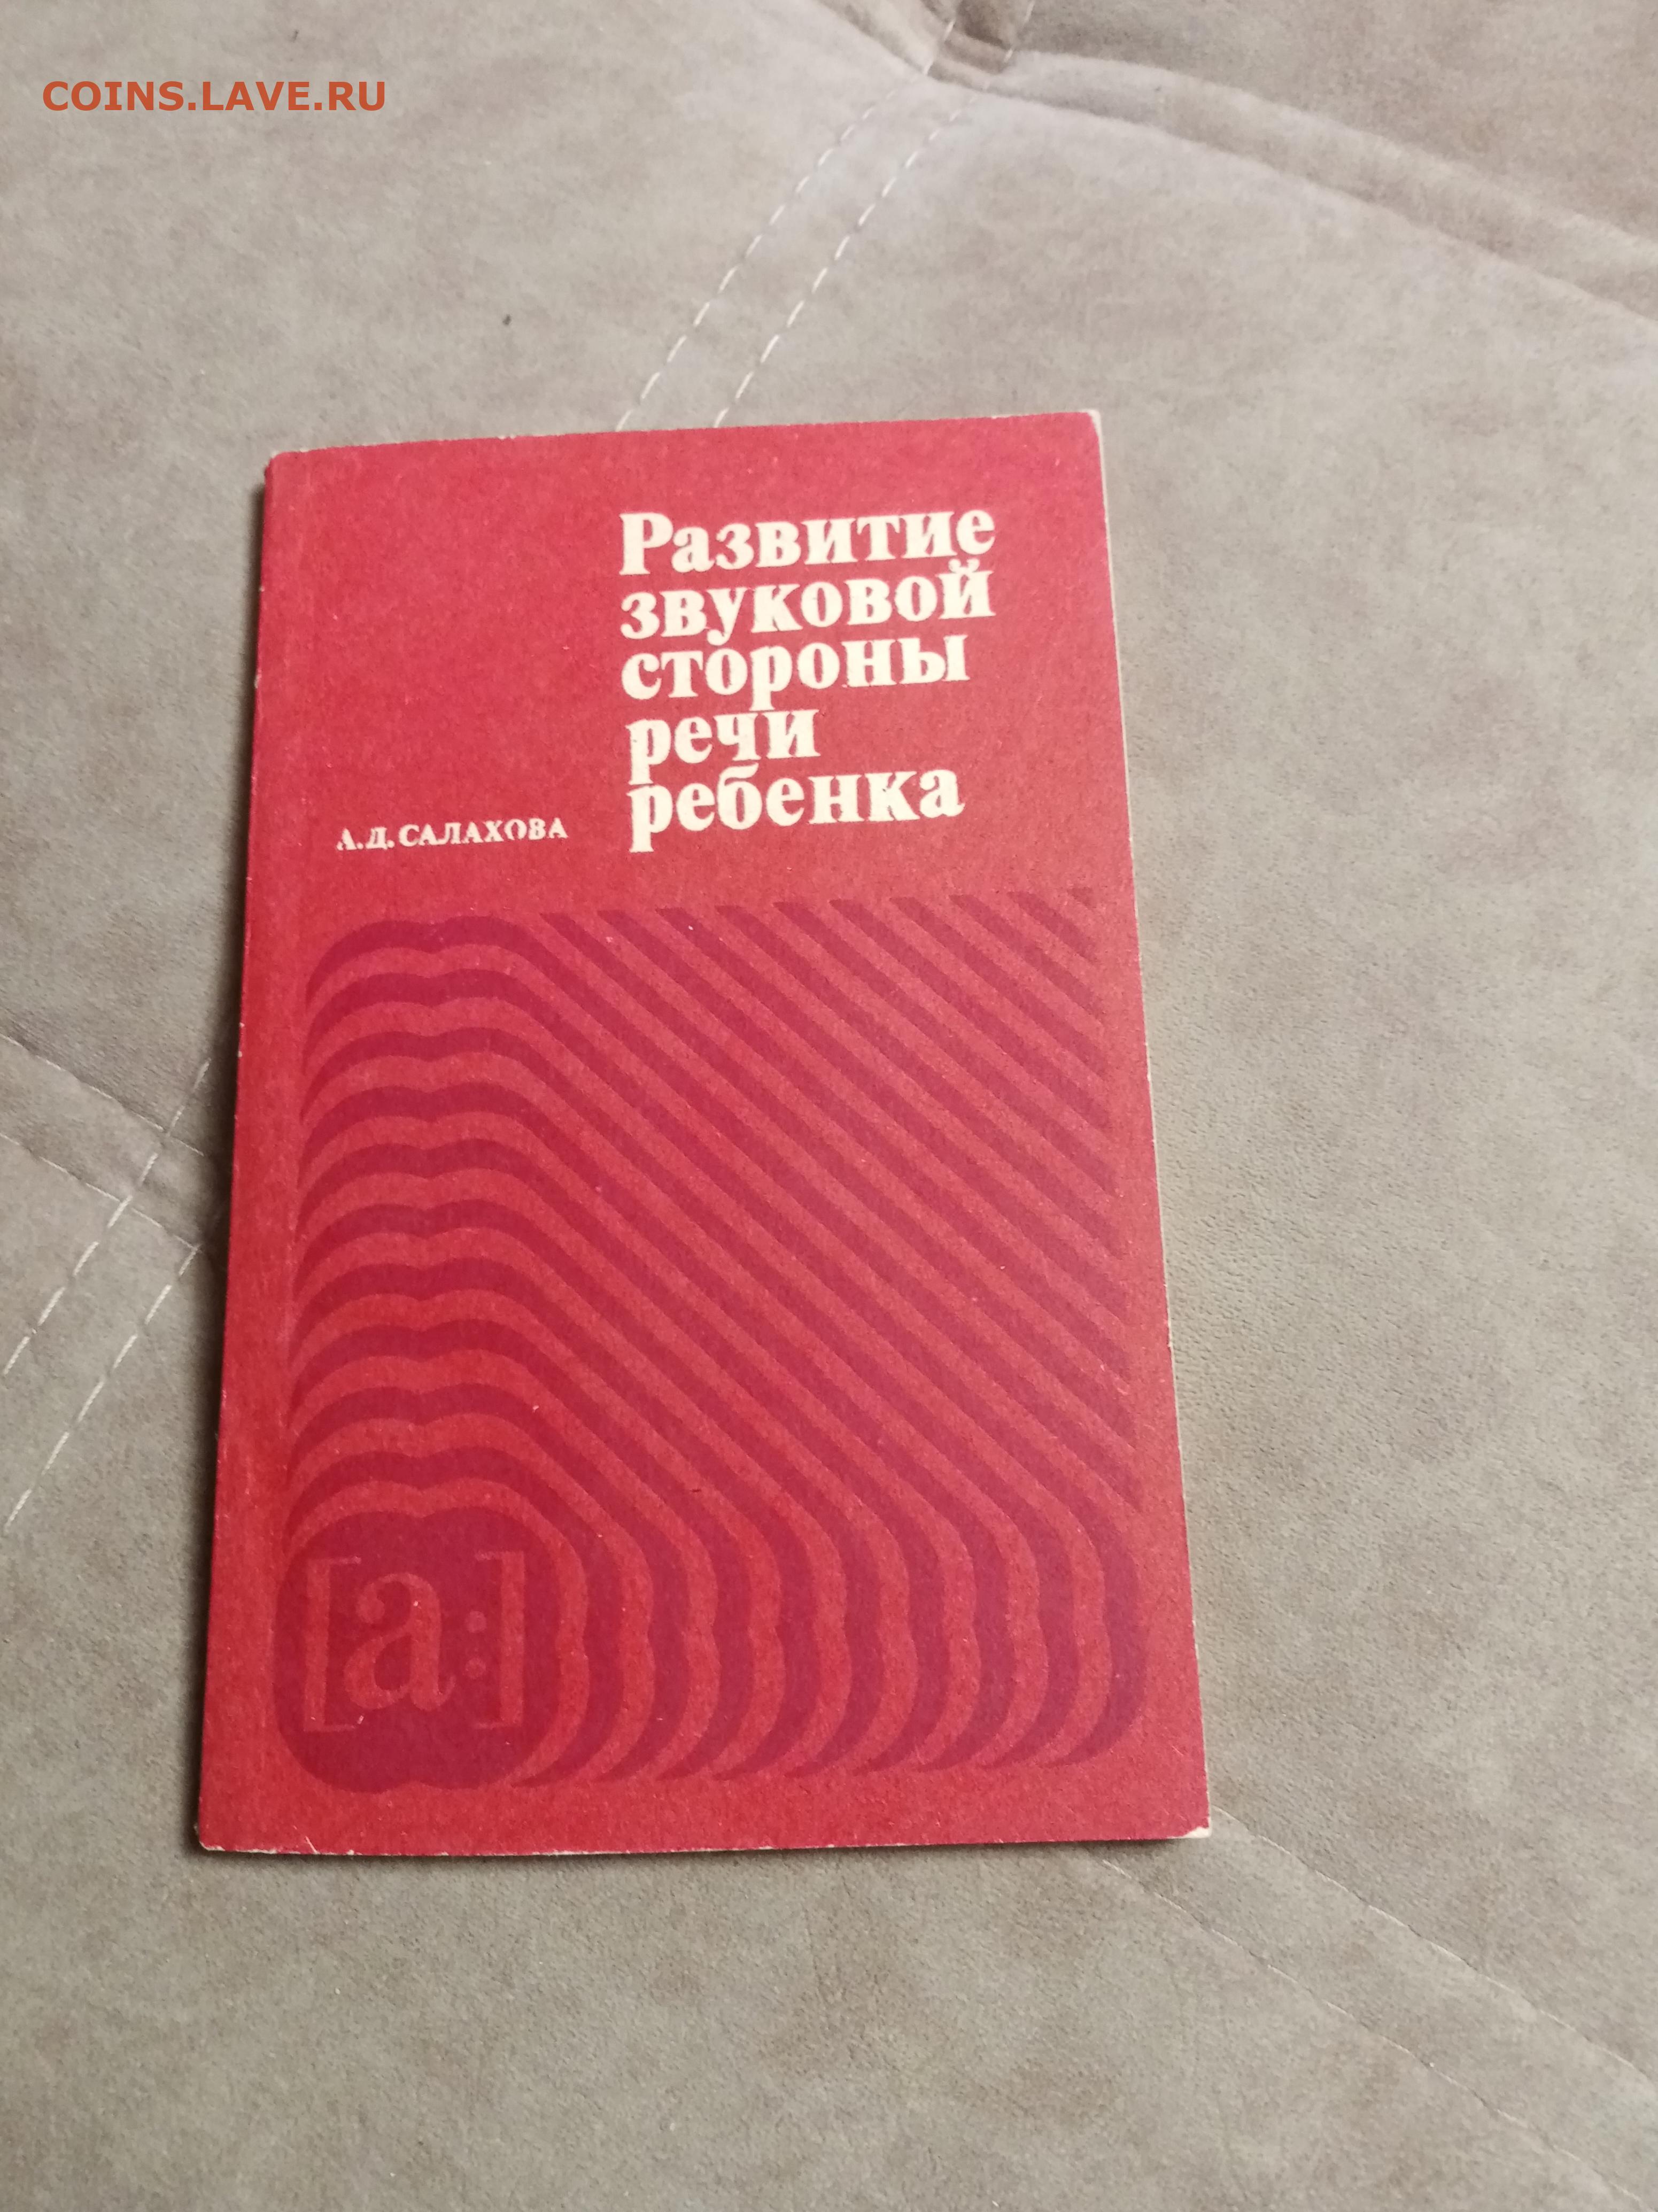 COINS.LAVE.RU
Развитие
звуковой
стороны
речи
ребенка
А.Д.САЛАХОВА
[a:]